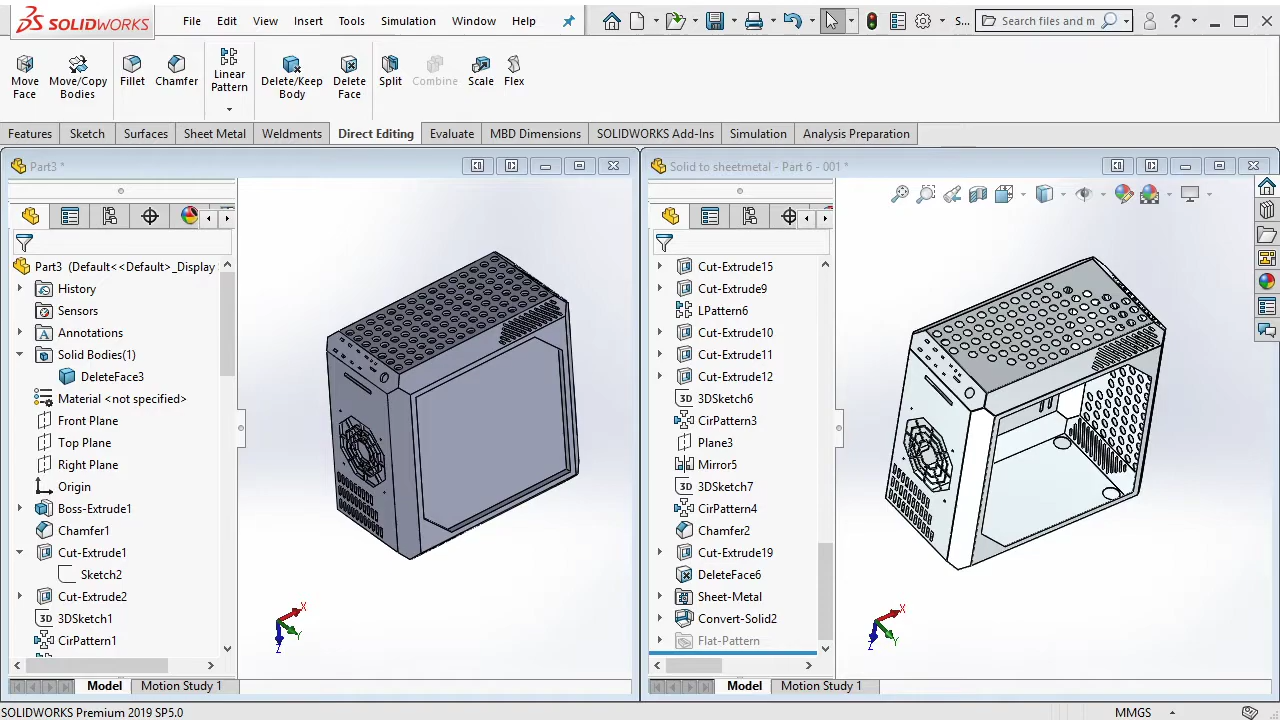 SOLIDWORKS
File Edit View Insert Tools Simulation Window Help
S...
Search files and m
Move Face
Move/Copy Bodies
Fillet
Chamfer
Linear Pattern
Delete/Keep Body
Delete Face
Split
Combine
Scale
Flex
Features Sketch Surfaces Sheet Metal Weldments Direct Editing Evaluate MBD Dimensions SOLIDWORKS Add-Ins Simulation Analysis Preparation
Part3 *
Part3 (Default<<Default>_Display
History
Sensors
Annotations
Solid Bodies(1)
DeleteFace3
Material <not specified>
Front Plane
Top Plane
Right Plane
Origin
Boss-Extrude1
Chamfer1
Cut-Extrude1
Sketch2
Cut-Extrude2
3D 3DSketch1
CirPattern1
X
Y
Z
Model Motion Study 1
Solid to sheetmetal - Part 6 - 001 *
Cut-Extrude15
Cut-Extrude9
LPattern6
Cut-Extrude10
Cut-Extrude11
Cut-Extrude12
3D 3DSketch6
CirPattern3
Plane3
Mirror5
3D 3DSketch7
CirPattern4
Chamfer2
Cut-Extrude19
DeleteFace6
Sheet-Metal
Convert-Solid2
Flat-Pattern
X
Y
Z
Model Motion Study 1
SOLIDWORKS Premium 2019 SP5.0
MMGS